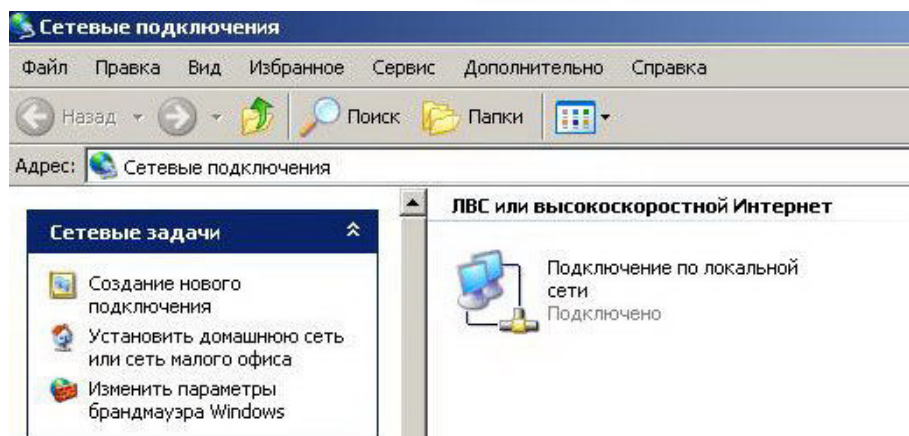 Сетевые подключения
Файл Правка Вид Избранное Сервис Дополнительно Справка
Назад Поиск Папки
Адрес: Сетевые подключения
Сетевые задачи
Создание нового
подключения
Установить домашнюю сеть
или сеть малого офиса
Изменить параметры
брандмауэра Windows
ЛВС или высокоскоростной Интернет
Подключение по локальной
сети
Подключено